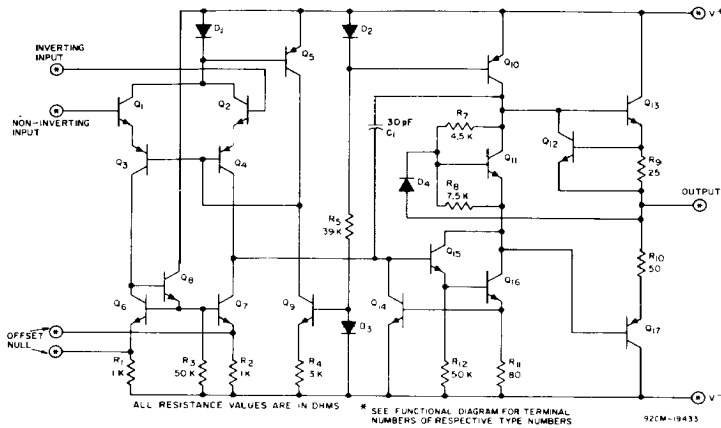 V+
D1
D2
INVERTING
INPUT
Q5
Q10
Q1
Q2
Q13
NON-INVERTING
INPUT
R7
4.5 K
30 pF
C1
Q12
Q3
Q4
Q11
R9
25
D4
R8
7.5 K
OUTPUT
R5
39 K
Q15
R10
50
Q8
Q16
Q6
Q7
Q9
Q14
Q17
OFFSET
NULL
D3
R1
1 K
R3
50 K
R2
1 K
R4
3 K
R12
50 K
R11
80
V-
ALL RESISTANCE VALUES ARE IN OHMS
* SEE FUNCTIONAL DIAGRAM FOR TERMINAL
NUMBERS OF RESPECTIVE TYPE NUMBERS
92CM-19433